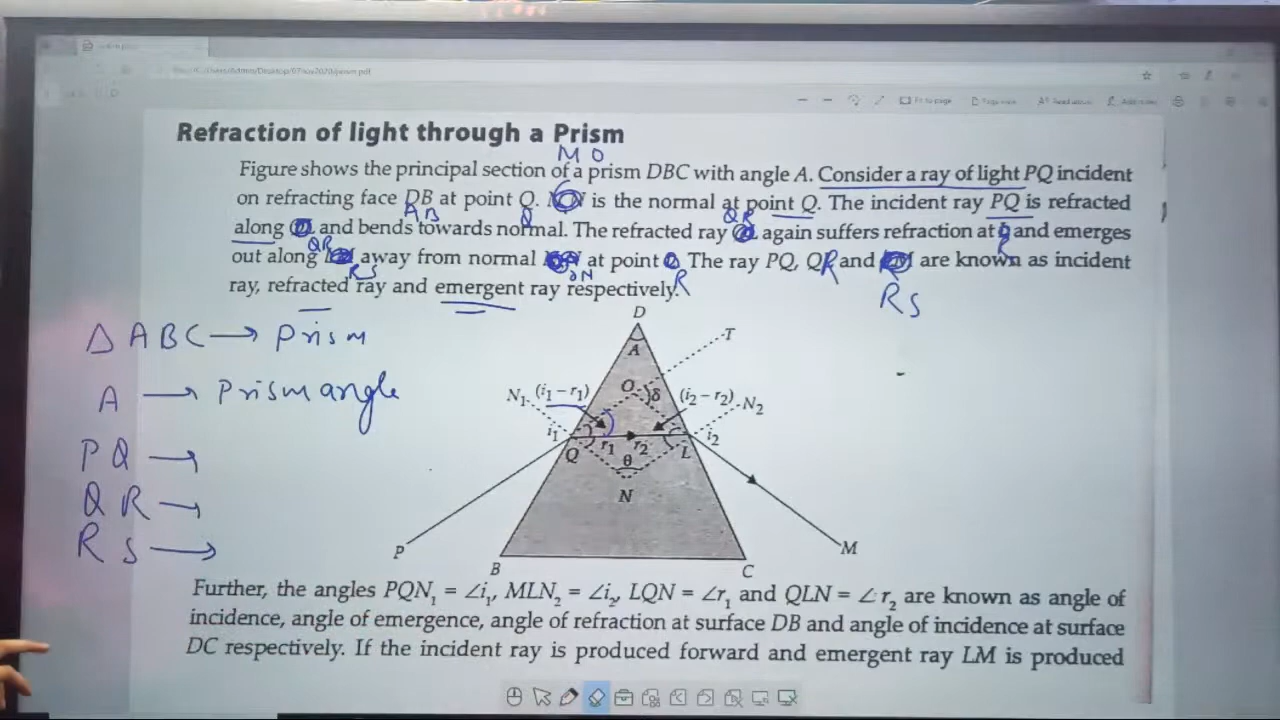 Refraction of light through a Prism
M O
Figure shows the principal section of a prism DBC with angle A. Consider a ray of light PQ incident
on refracting face DB at point Q. is the normal at point Q. The incident ray PQ is refracted
A B Q QR
along and bends towards normal. The refracted ray again suffers refraction at and emerges
QR R
out along away from normal at point The ray PQ, QR and are known as incident
RS ON R
ray, refracted ray and emergent ray respectively.
RS
Δ ABC → Prism
A → Prism angle
PQ →
QR →
RS →
D
A
T
O
δ
N₁
(i₁ – r₁)
(i₂ – r₂)
N₂
i₁
r₁
r₂
i₂
Q
L
θ
N
P
M
B
C
Further, the angles PQN₁ = ∠i₁, MLN₂ = ∠i₂, LQN = ∠r₁ and QLN = ∠r₂ are known as angle of
incidence, angle of emergence, angle of refraction at surface DB and angle of incidence at surface
DC respectively. If the incident ray is produced forward and emergent ray LM is produced